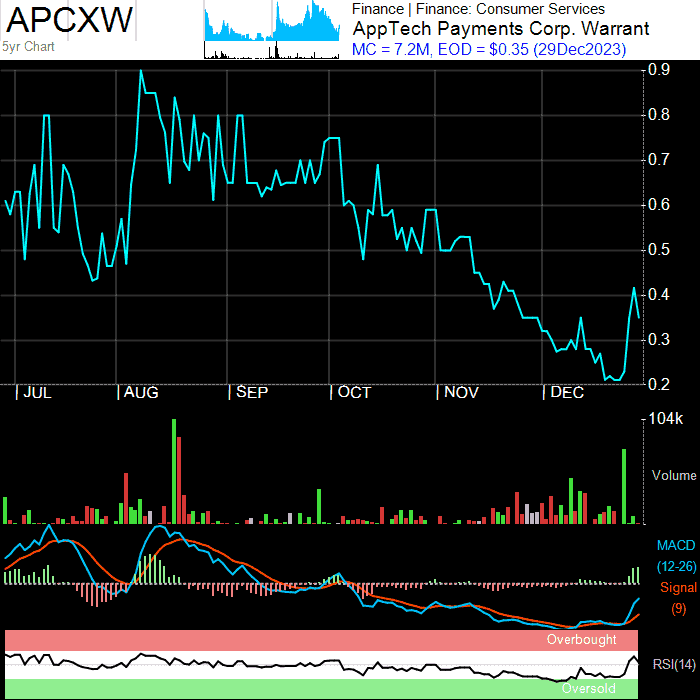 APCXW
5yr Chart
Finance | Finance: Consumer Services
AppTech Payments Corp. Warrant
MC = 7.2M, EOD = $0.35 (29Dec2023)
0.9
0.8
0.7
0.6
0.5
0.4
0.3
0.2
JUL AUG SEP OCT NOV DEC
104k
Volume
MACD
(12-26)
Signal
(9)
Overbought
RSI(14)
Oversold